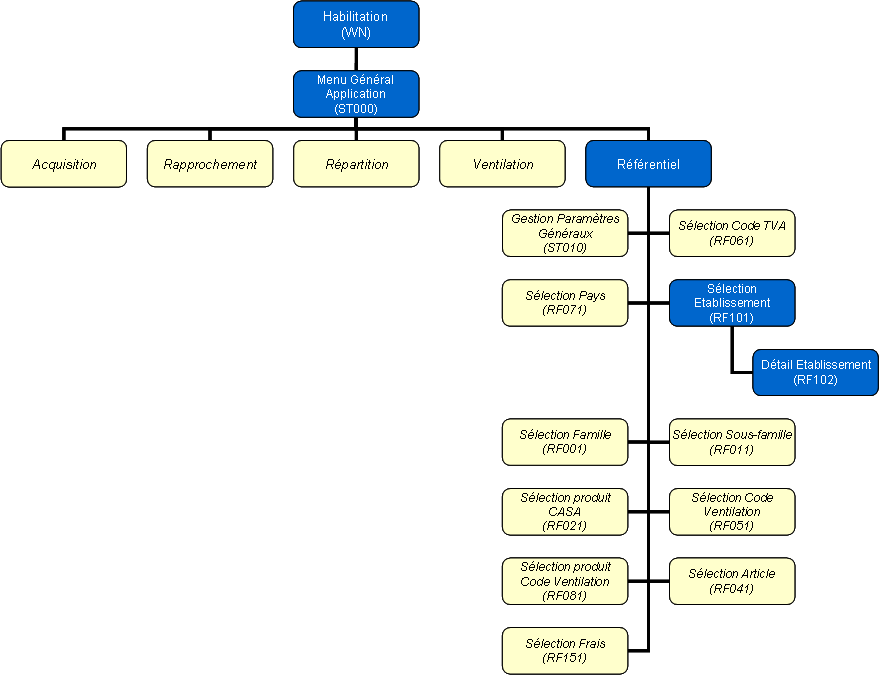 Habilitation
(WN)
Menu Général
Application
(ST000)
Acquisition
Rapprochement
Répartition
Ventilation
Référentiel
Gestion Paramètres
Généraux
(ST010)
Sélection Code TVA
(RF061)
Sélection Pays
(RF071)
Sélection
Etablissement
(RF101)
Détail Etablissement
(RF102)
Sélection Famille
(RF001)
Sélection Sous-famille
(RF011)
Sélection produit
CASA
(RF021)
Sélection Code
Ventilation
(RF051)
Sélection produit
Code Ventilation
(RF081)
Sélection Article
(RF041)
Sélection Frais
(RF151)